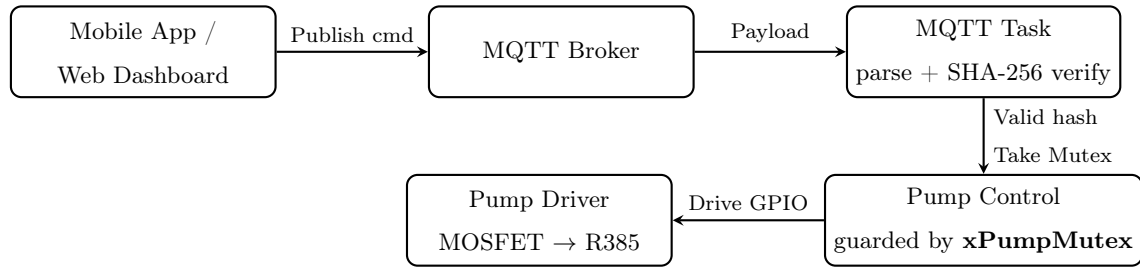 Mobile App /
Web Dashboard
Publish cmd
MQTT Broker
Payload
MQTT Task
parse + SHA-256 verify
Valid hash
Take Mutex
Pump Control
guarded by xPumpMutex
Drive GPIO
Pump Driver
MOSFET → R385